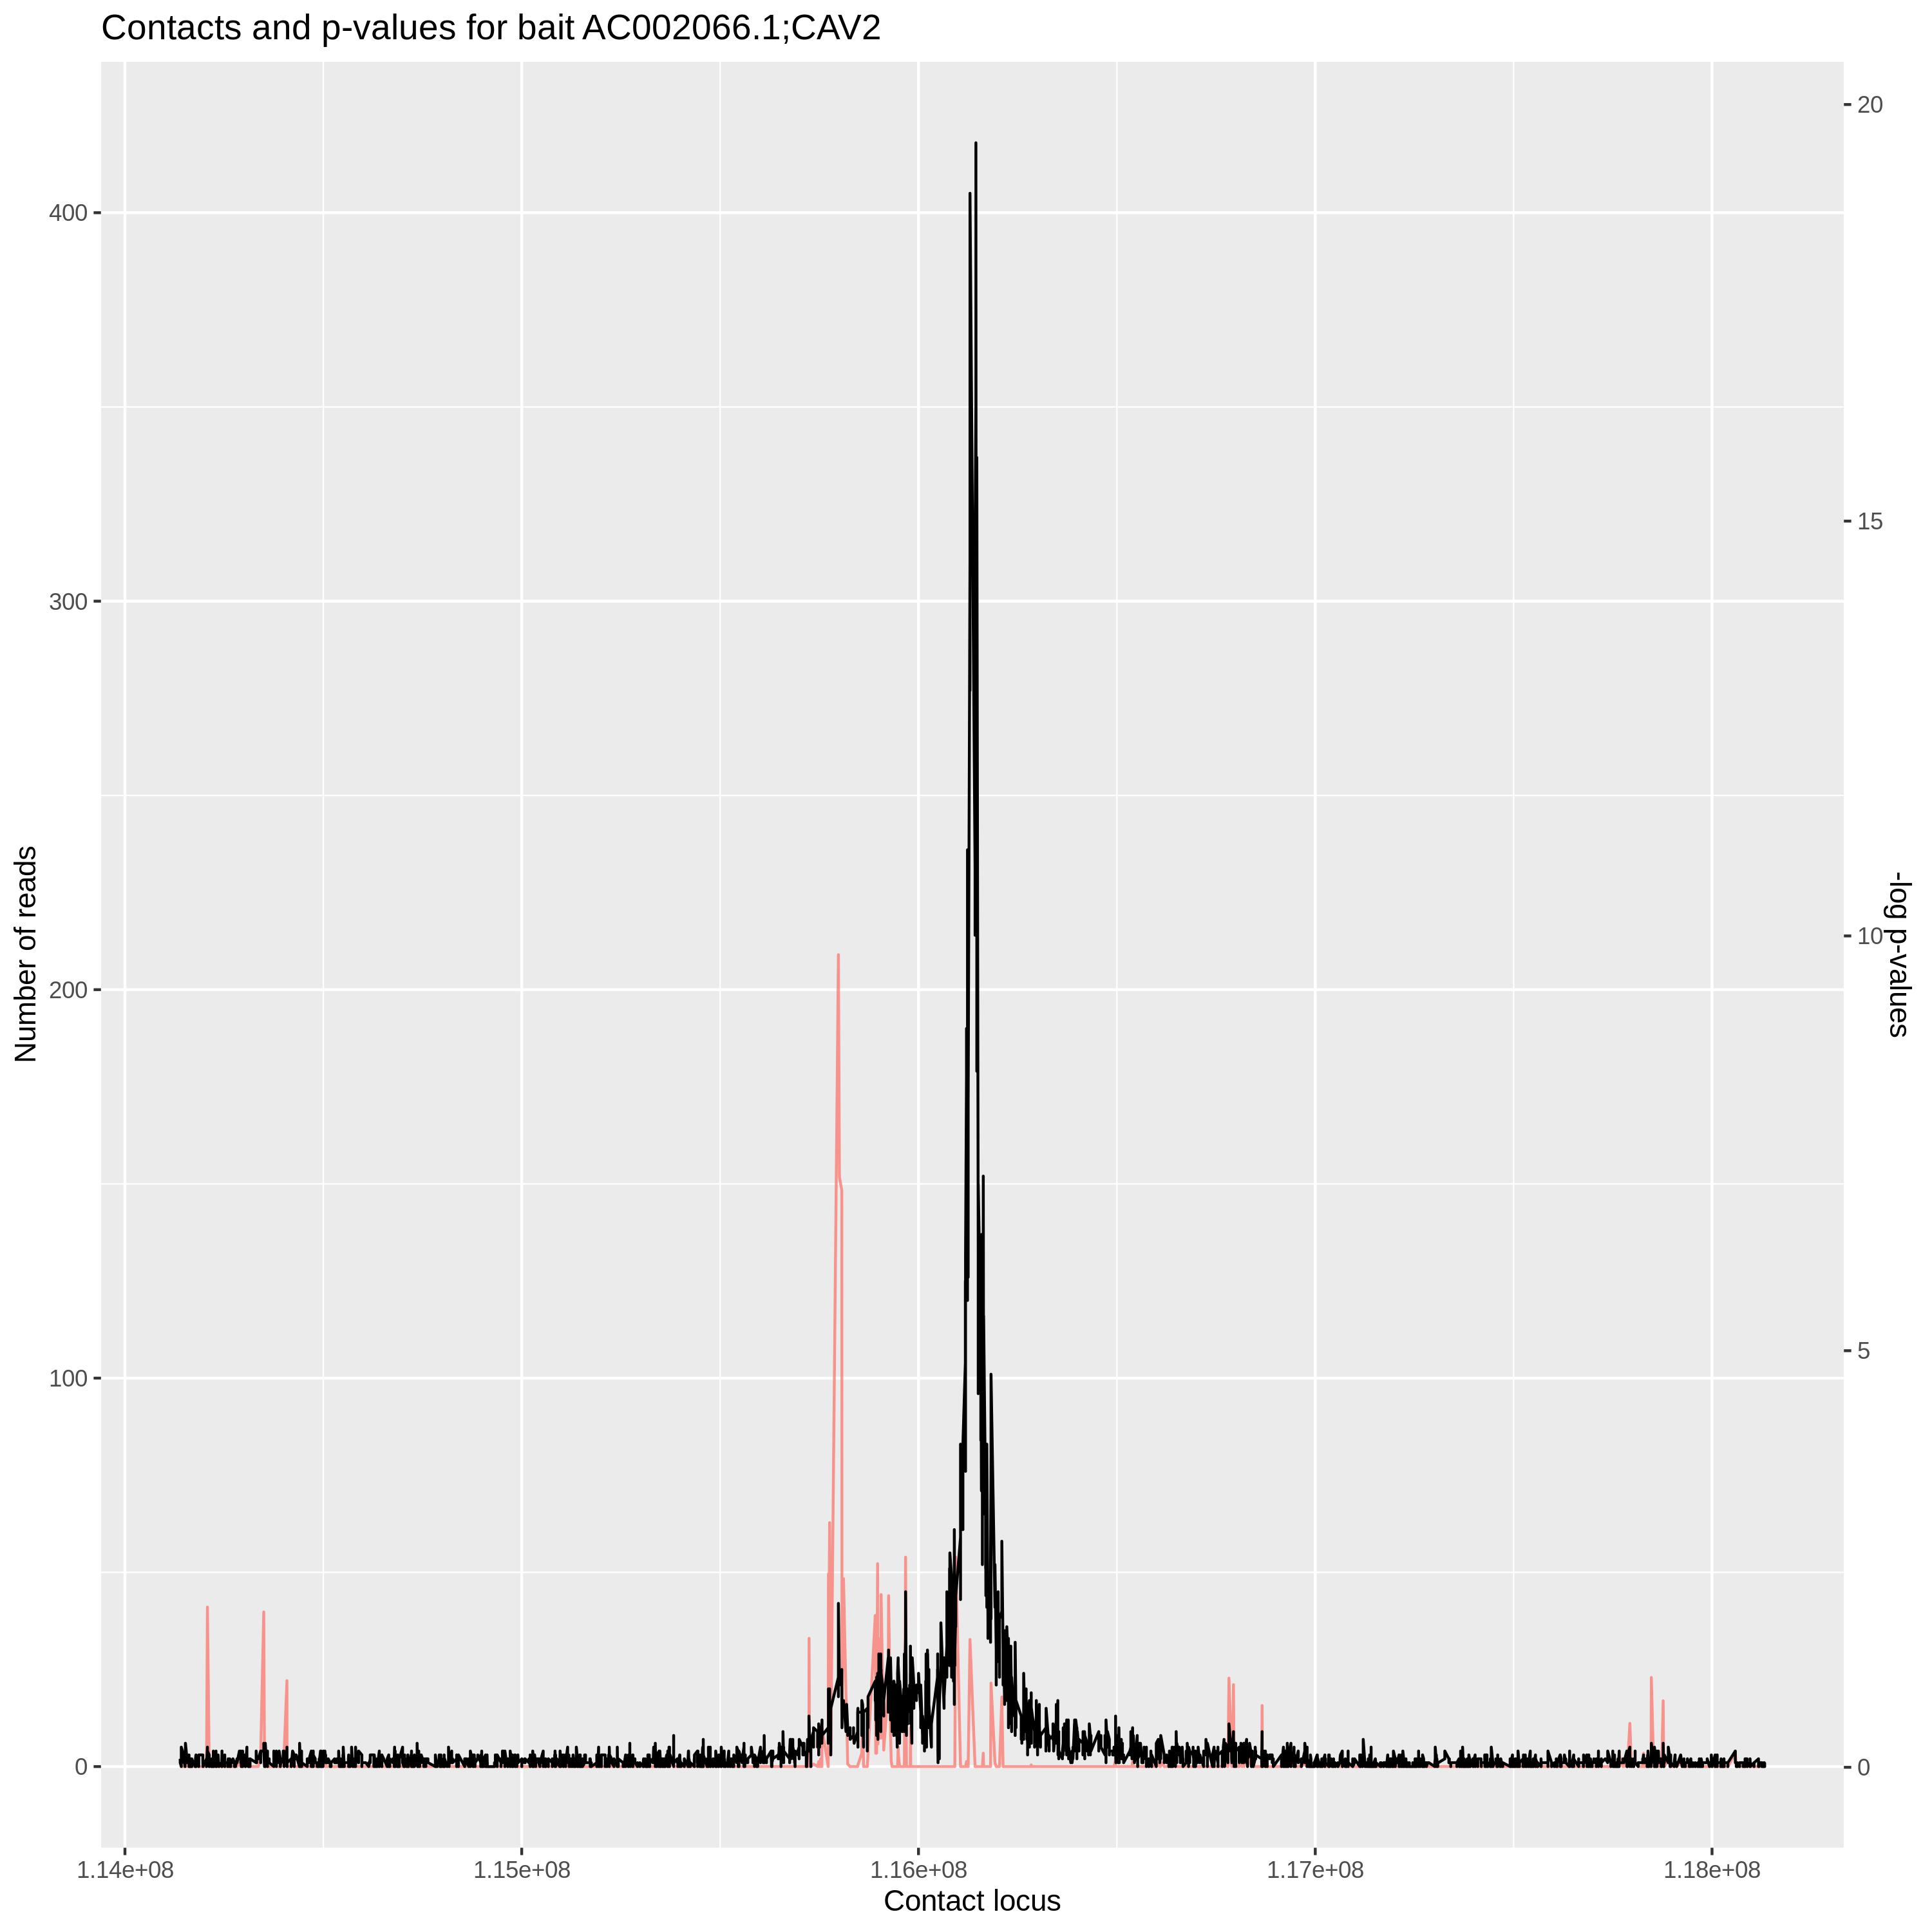 Contacts and p-values for bait AC002066.1;CAV2
400
300
200
100
0
Number of reads
20
15
10
5
0
-log p-values
1.14e+08
1.15e+08
1.16e+08
1.17e+08
1.18e+08
Contact locus